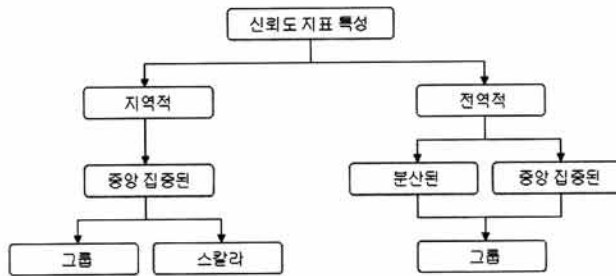 신뢰도 지표 특성
지역적
전역적
중앙 집중된
분산된
중앙 집중된
그룹
스칼라
그룹